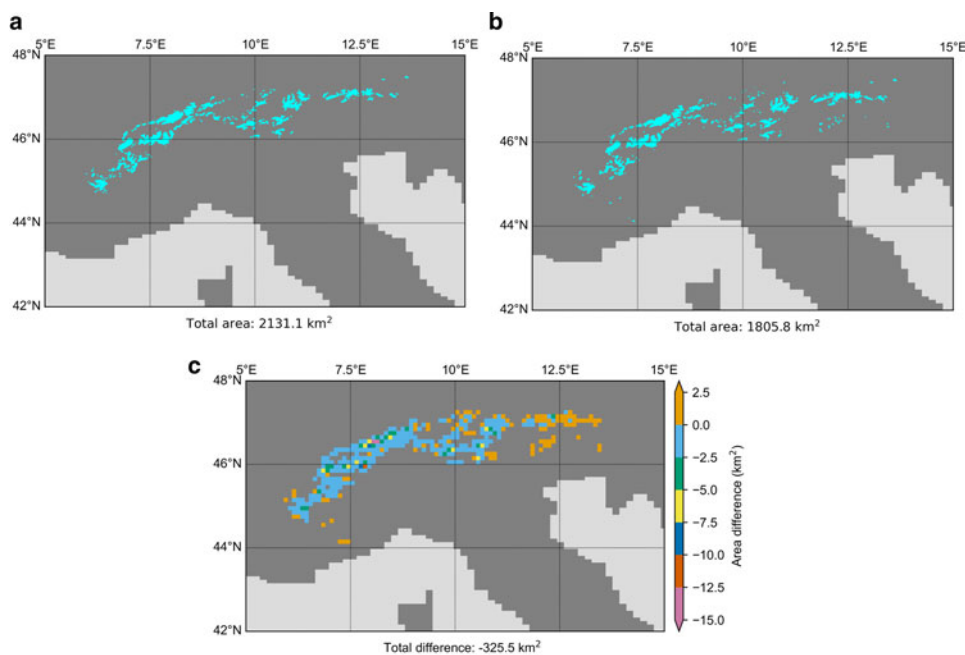 a
5°E 7.5°E 10°E 12.5°E 15°E
48°N
46°N
44°N
42°N
Total area: 2131.1 km²
b
5°E 7.5°E 10°E 12.5°E 15°E
48°N
46°N
44°N
42°N
Total area: 1805.8 km²
c
5°E 7.5°E 10°E 12.5°E 15°E
48°N
46°N
44°N
42°N
Total difference: -325.5 km²
2.5
0.0
−2.5
−5.0
−7.5
−10.0
−12.5
−15.0
Area difference (km²)